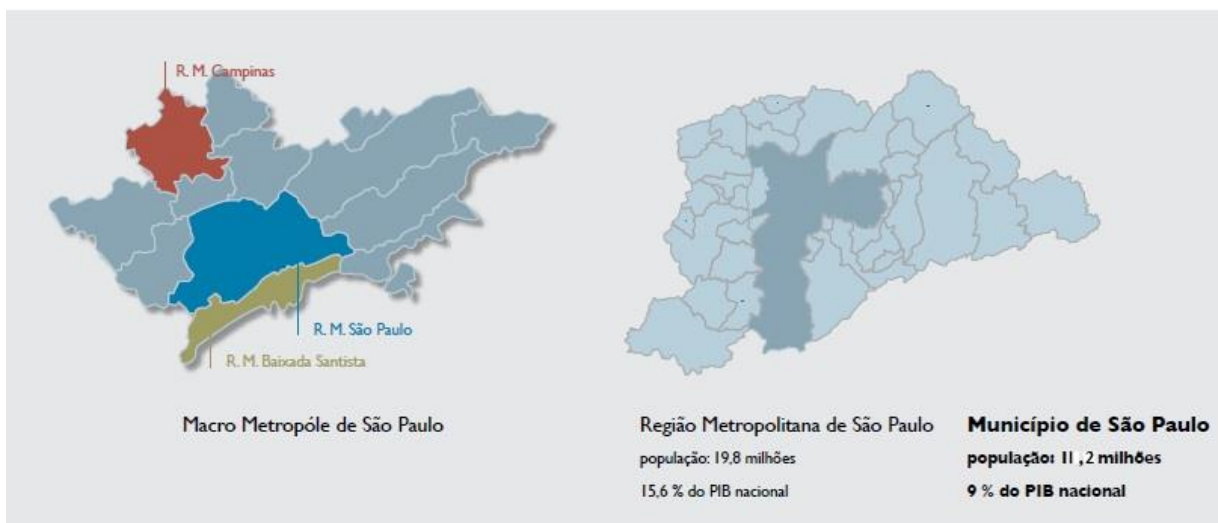 R. M. Campinas
R. M. São Paulo
R. M. Baixada Santista
Macro Metropóle de São Paulo
Região Metropolitana de São Paulo
população: 19,8 milhões
15,6 % do PIB nacional
Município de São Paulo
população: 11,2 milhões
9 % do PIB nacional